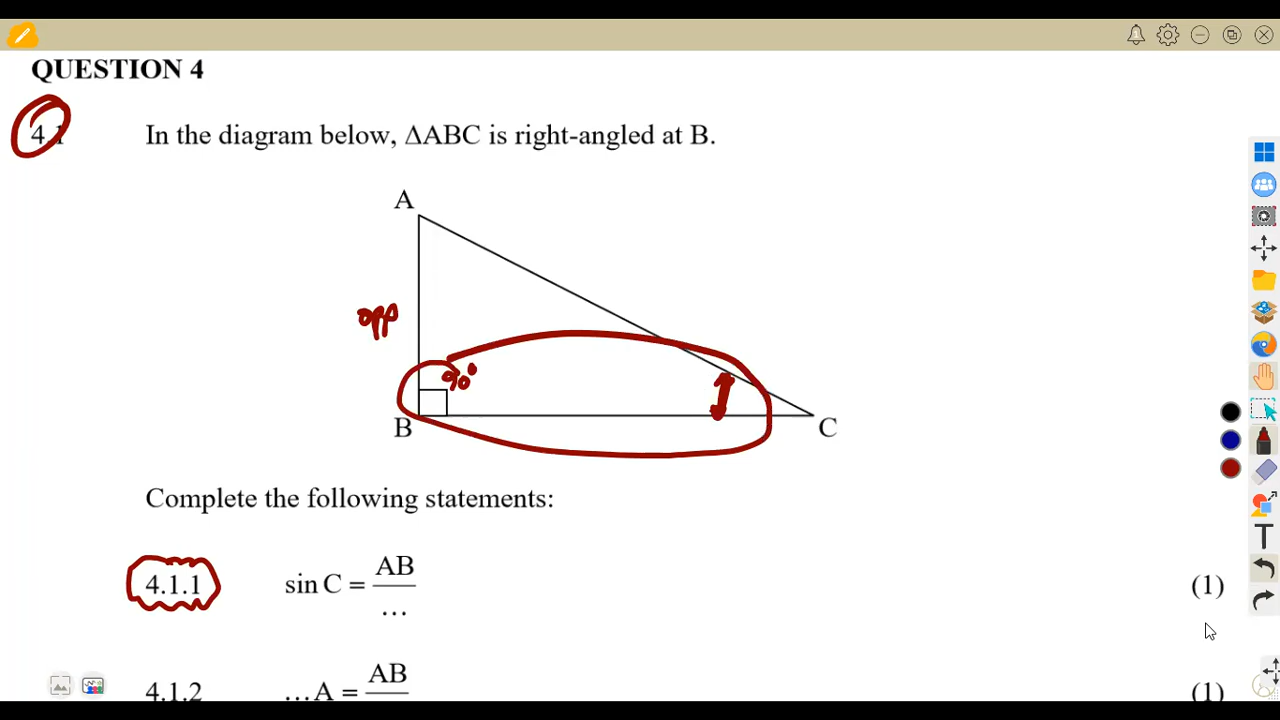 QUESTION 4
4.1 In the diagram below, ΔABC is right-angled at B.
A
opp
90°
B
C
Complete the following statements:
4.1.1 sin C = AB / … (1)
4.1.2 …A = AB (1)
T